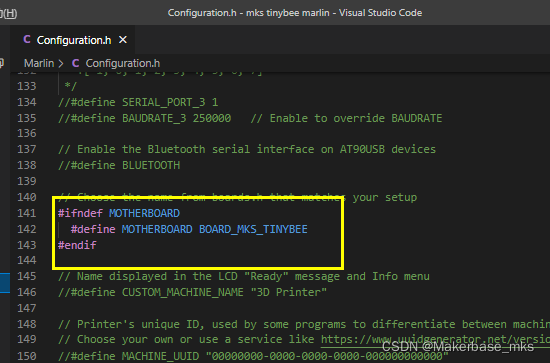 (H)
Configuration.h - mks tinybee marlin - Visual Studio Code
Configuration.h
Marlin > Configuration.h
133 */
134 //#define SERIAL_PORT_3 1
135 //#define BAUDRATE_3 250000 // Enable to override BAUDRATE
136
137 // Enable the Bluetooth serial interface on AT90USB devices
138 //#define BLUETOOTH
139
140 // Choose the name from boards.h that matches your setup
141 #ifndef MOTHERBOARD
142 #define MOTHERBOARD BOARD_MKS_TINYBEE
143 #endif
144
145 // Name displayed in the LCD "Ready" message and Info menu
146 //#define CUSTOM_MACHINE_NAME "3D Printer"
147
148 // Printer's unique ID, used by some programs to differentiate between machin
149 // Choose your own or use a service like https://www.uuidgenerator.net/versio
150 //#define MACHINE_UUID "00000000-0000-0000-0000-000000000000"
CSDN @Makerbase_mks